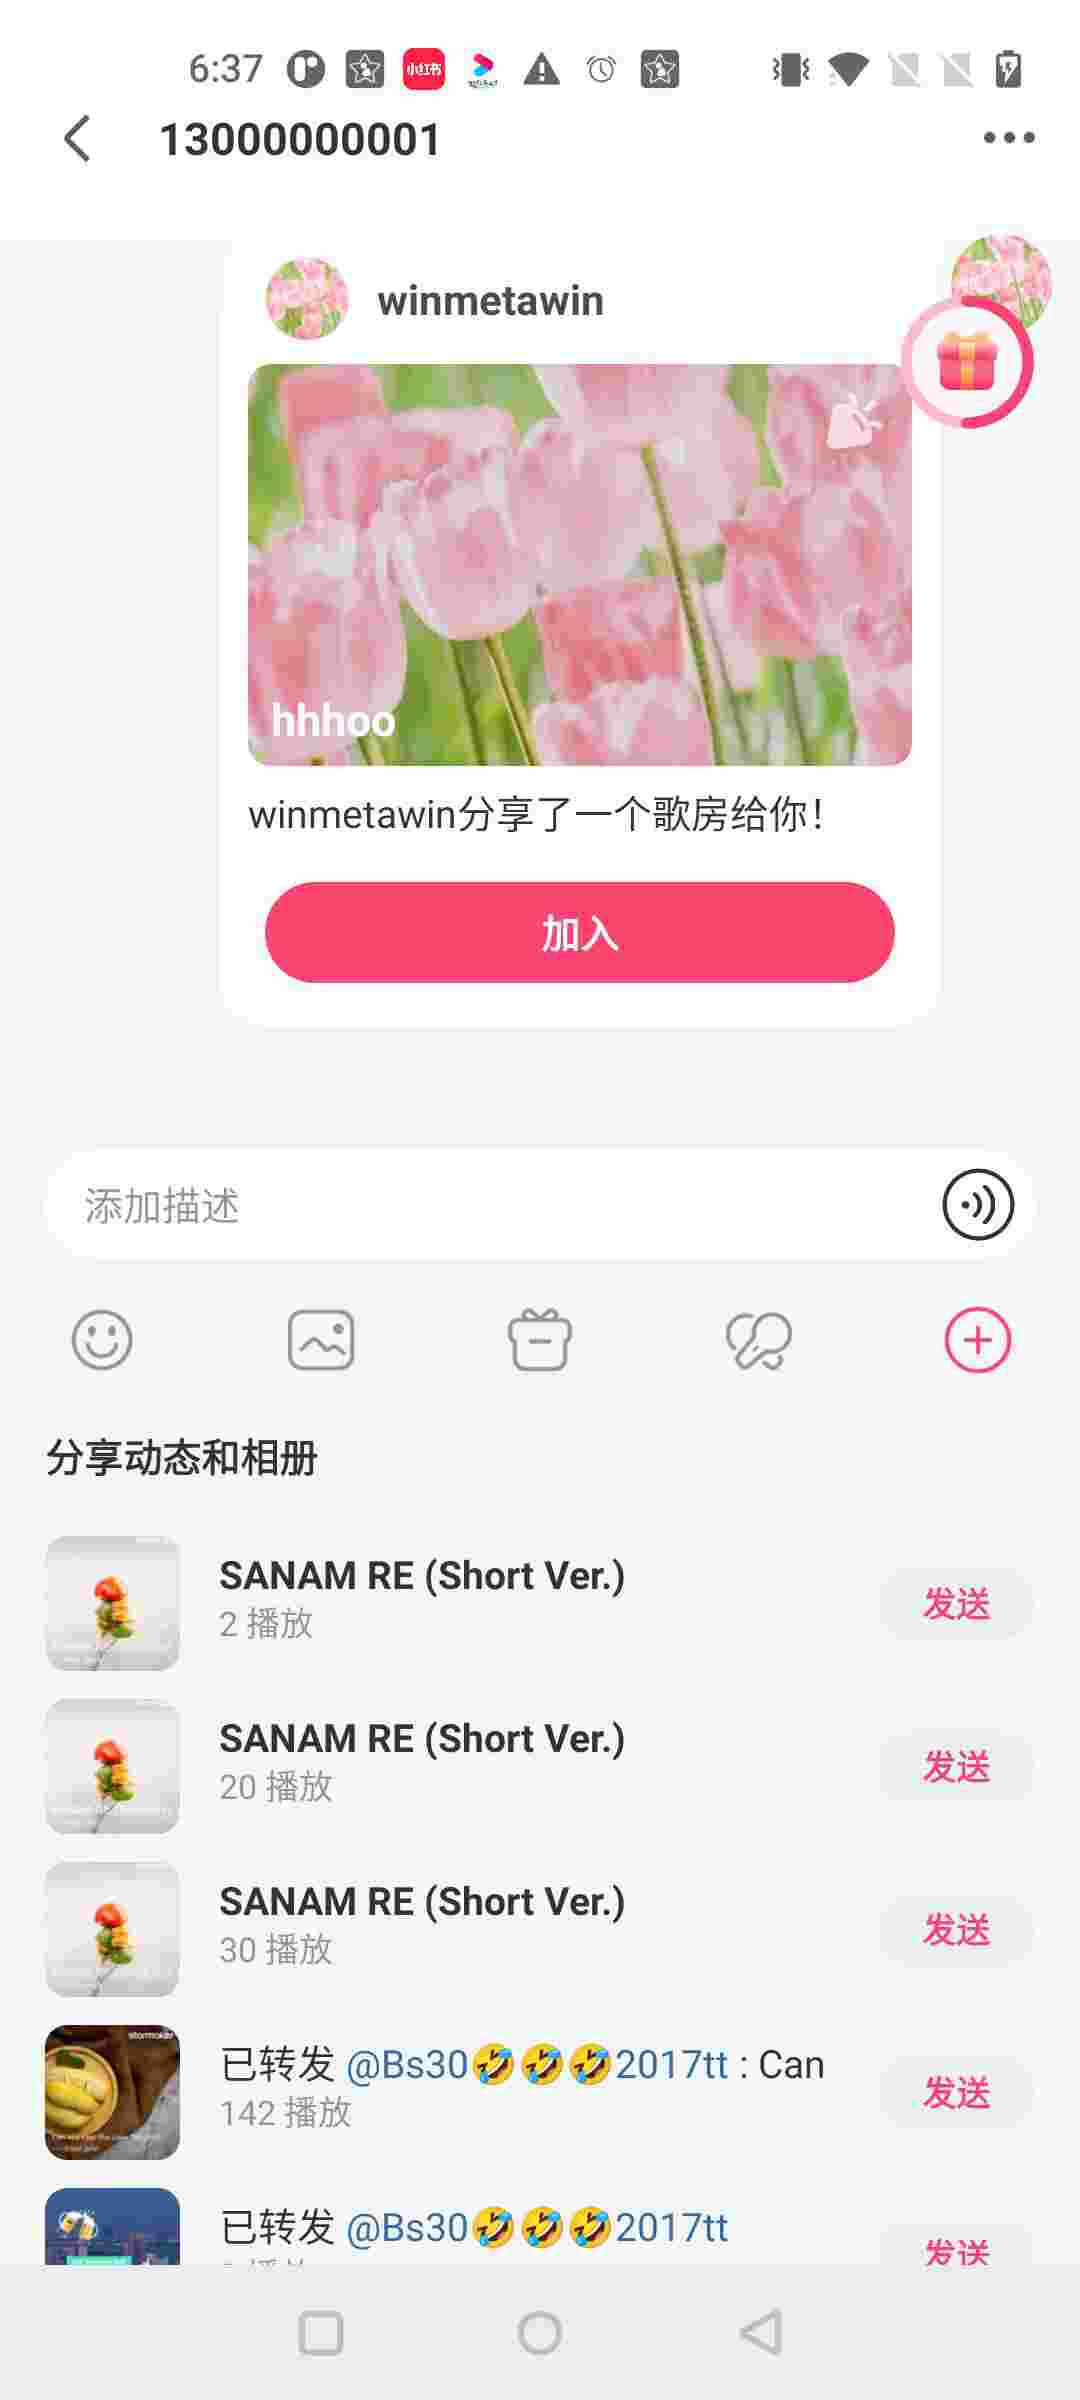 6:37
小红书
13000000001
winmetawin
hhhoo
winmetawin分享了一个歌房给你！
加入
添加描述
分享动态和相册
SANAM RE (Short Ver.)
2 播放
发送
SANAM RE (Short Ver.)
20 播放
发送
SANAM RE (Short Ver.)
30 播放
发送
已转发 @Bs30🤣🤣🤣2017tt : Can
142 播放
发送
已转发 @Bs30🤣🤣🤣2017tt
发送